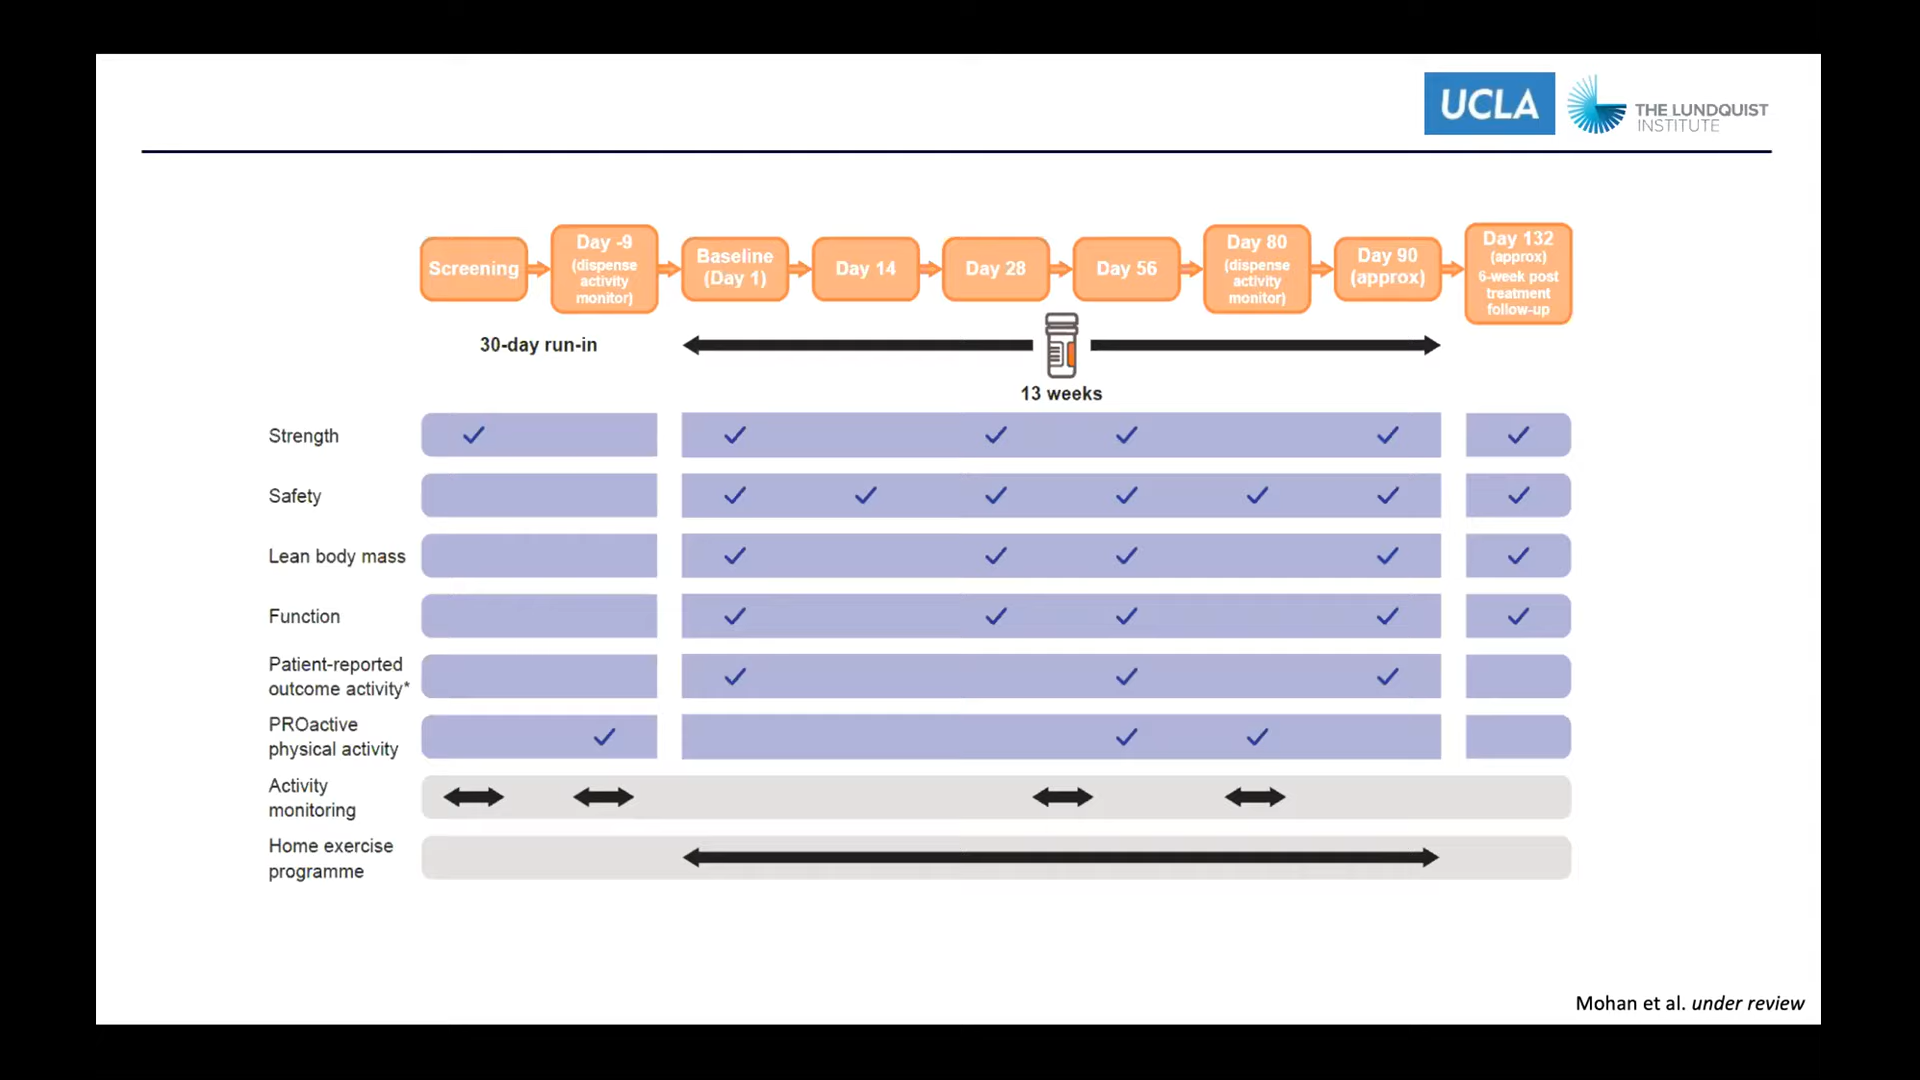 UCLA
THE LUNDQUIST
INSTITUTE
Screening
Day -9
(dispense
activity
monitor)
Baseline
(Day 1)
Day 14
Day 28
Day 56
Day 80
(dispense
activity
monitor)
Day 90
(approx)
Day 132
(approx)
6-week post
treatment
follow-up
30-day run-in
13 weeks
Strength
Safety
Lean body mass
Function
Patient-reported
outcome activity*
PROactive
physical activity
Activity
monitoring
Home exercise
programme
Mohan et al. under review